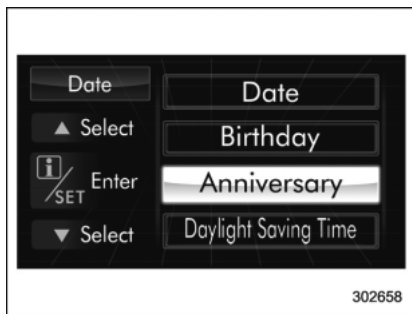 Date
▲ Select
i/SET Enter
▼ Select
Date
Birthday
Anniversary
Daylight Saving Time
302658